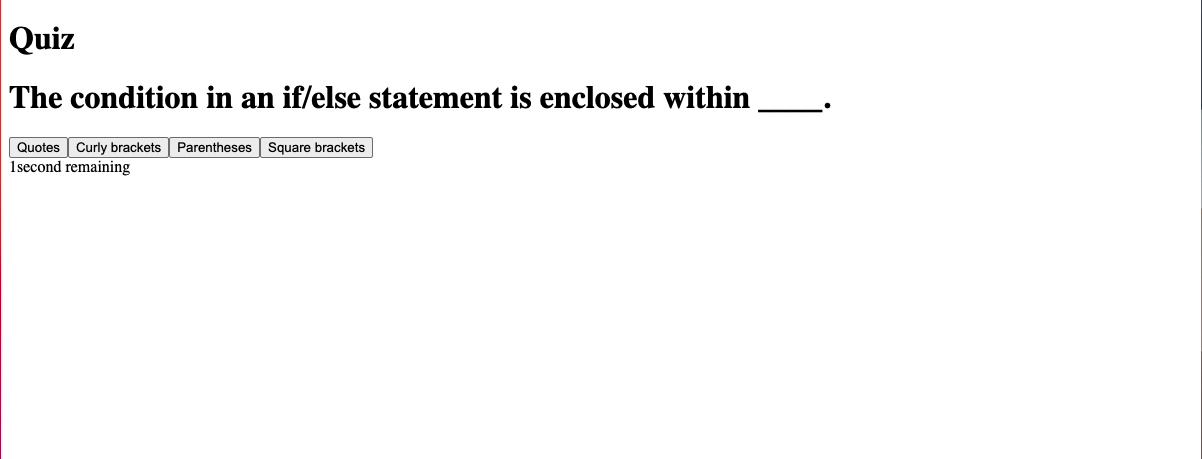 Quiz
The condition in an if/else statement is enclosed within ____.
Quotes Curly brackets Parentheses Square brackets
1second remaining